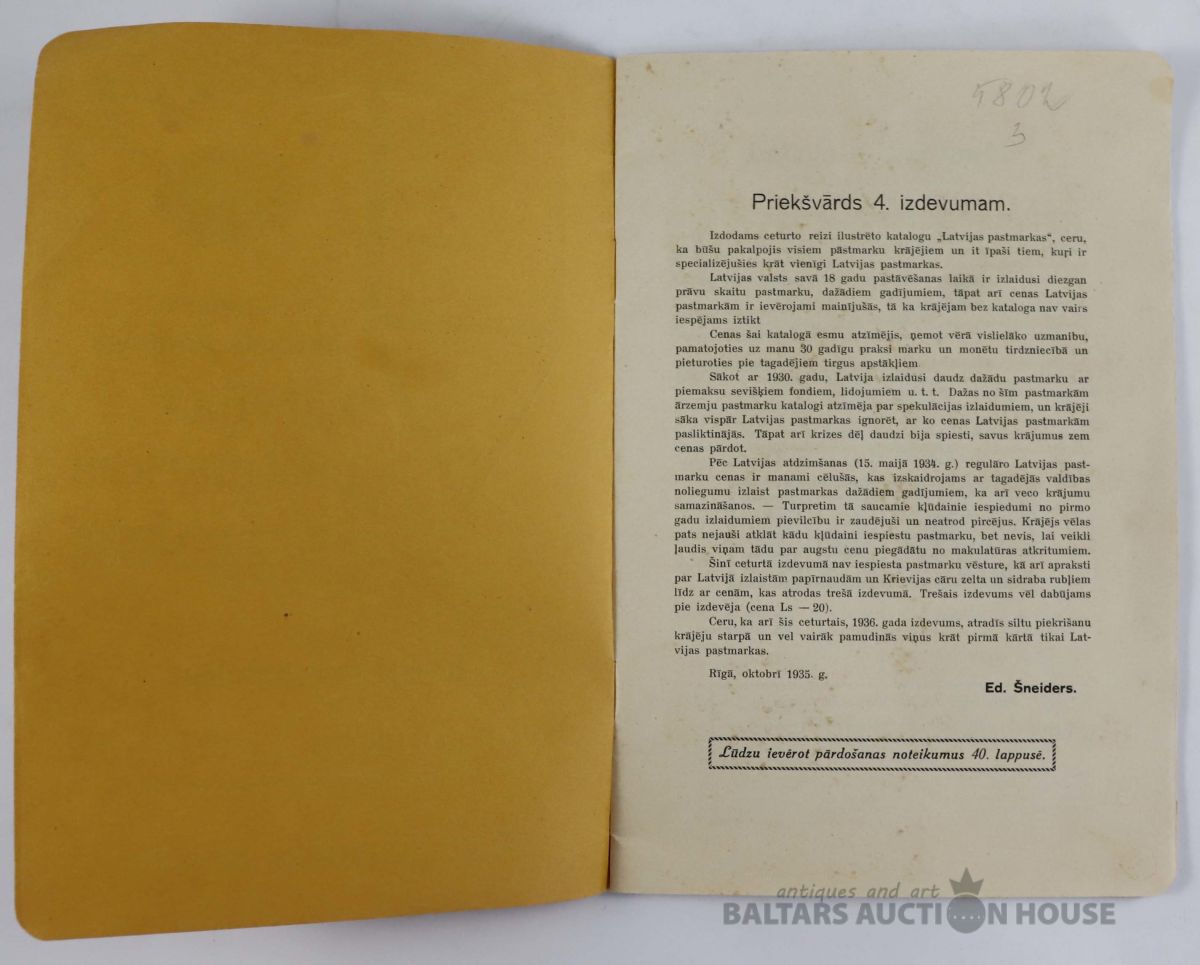 5802
3
Priekšvārds 4. izdevumam.
Izdodams ceturto reizi ilustrēto katalogu „Latvijas pastmarkas“, ceru,
ka būšu pakalpojis visiem pāstmarku krājējiem un it īpaši tiem, kuŗi ir
specializējušies krāt vienīgi Latvijas pastmarkas.
Latvijas valsts savā 18 gadu pastāvēšanas laikā ir izlaidusi diezgan
prāvu skaitu pastmarku, dažādiem gadījumiem, tāpat arī cenas Latvijas
pastmarkām ir ievērojami mainījušās, tā ka krājējam bez kataloga nav vairs
iespējams iztikt
Cenas šai katalogā esmu atzīmējis, ņemot vērā vislielāko uzmanibu,
pamatojoties uz manu 30 gadīgu praksi marku un monētu tirdzniecībā un
pieturoties pie tagadējiem tirgus apstākļiem
Sākot ar 1930. gadu, Latvija izlaidusi daudz dažādu pastmarku ar
piemaksu sevišķiem fondiem, lidojumiem u. t. t. Dažas no šīm pastmarkām
ārzemju pastmarku katalogi atzīmēja par spekulācijas izlaidumiem, un krājēji
sāka vispār Latvijas pastmarkas ignorēt, ar ko cenas Latvijas pastmarkām
pasliktinājās. Tāpat arī krizes dēļ daudzi bija spiesti, savus krājumus zem
cenas pārdot.
Pēc Latvijas atdzimšanas (15. maijā 1934. g.) regulāro Latvijas past-
marku cenas ir manami cēlušās, kas izskaidrojams ar tagadējās valdības
noliegumu izlaist pastmarkas dažādiem gadījumiem, ka arī veco krājumu
samazināšanos. — Turpretim tā saucamie kļūdainie iespiedumi no pirmo
gadu izlaidumiem pievilcību ir zaudējuši un neatrod pircējus. Krājējs vēlas
pats nejauši atklāt kādu kļūdaini iespiestu pastmarku, bet nevis, lai veikli
ļaudis viņam tādu par augstu cenu piegādātu no makulatūras atkritumiem.
Šinī ceturtā izdevumā nav iespiesta pastmarku vēsture, kā arī apraksti
par Latvijā izlaistām papīrnaudām un Krievijas cāru zelta un sidraba rubļiem
līdz ar cenām, kas atrodas trešā izdevumā. Trešais izdevums vēl dabūjams
pie izdevēja (cena Ls — 20).
Ceru, ka arī šis ceturtais, 1936. gada izdevums, atradīs siltu piekrišanu
krājēju starpā un vel vairāk pamudinās viņus krāt pirmā kārtā tikai Lat-
vijas pastmarkas.
Rīgā, oktobrī 1935. g.
Ed. Šneiders.
Lūdzu ievērot pārdošanas noteikumus 40. lappusē.
antiques and art
BALTARS AUCTION HOUSE